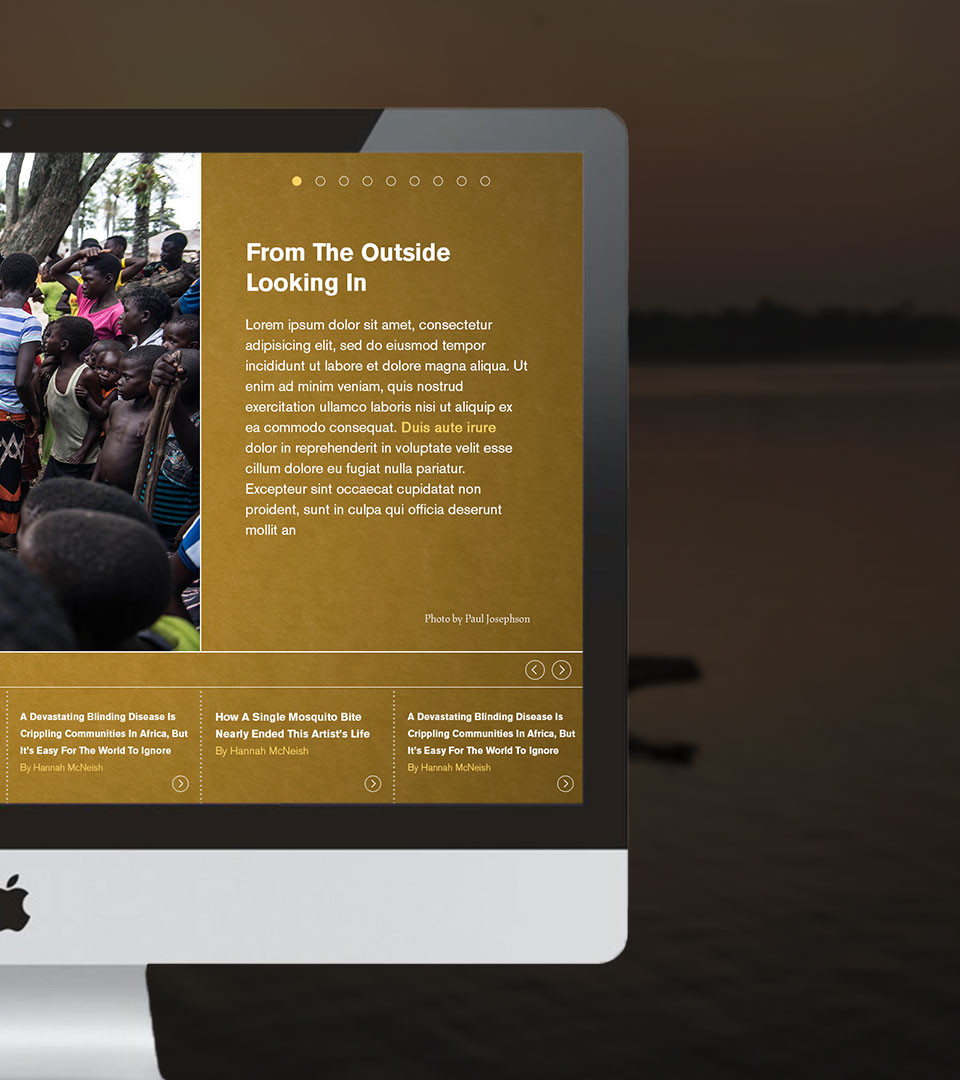 From The Outside
Looking In
Lorem ipsum dolor sit amet, consectetur
adipisicing elit, sed do eiusmod tempor
incididunt ut labore et dolore magna aliqua. Ut
enim ad minim veniam, quis nostrud
exercitation ullamco laboris nisi ut aliquip ex
ea commodo consequat. Duis aute irure
dolor in reprehenderit in voluptate velit esse
cillum dolore eu fugiat nulla pariatur.
Excepteur sint occaecat cupidatat non
proident, sunt in culpa qui officia deserunt
mollit an
Photo by Paul Josephson
A Devastating Blinding Disease Is
Crippling Communities In Africa, But
It's Easy For The World To Ignore
By Hannah McNeish
How A Single Mosquito Bite
Nearly Ended This Artist's Life
By Hannah McNeish
A Devastating Blinding Disease Is
Crippling Communities In Africa, But
It's Easy For The World To Ignore
By Hannah McNeish